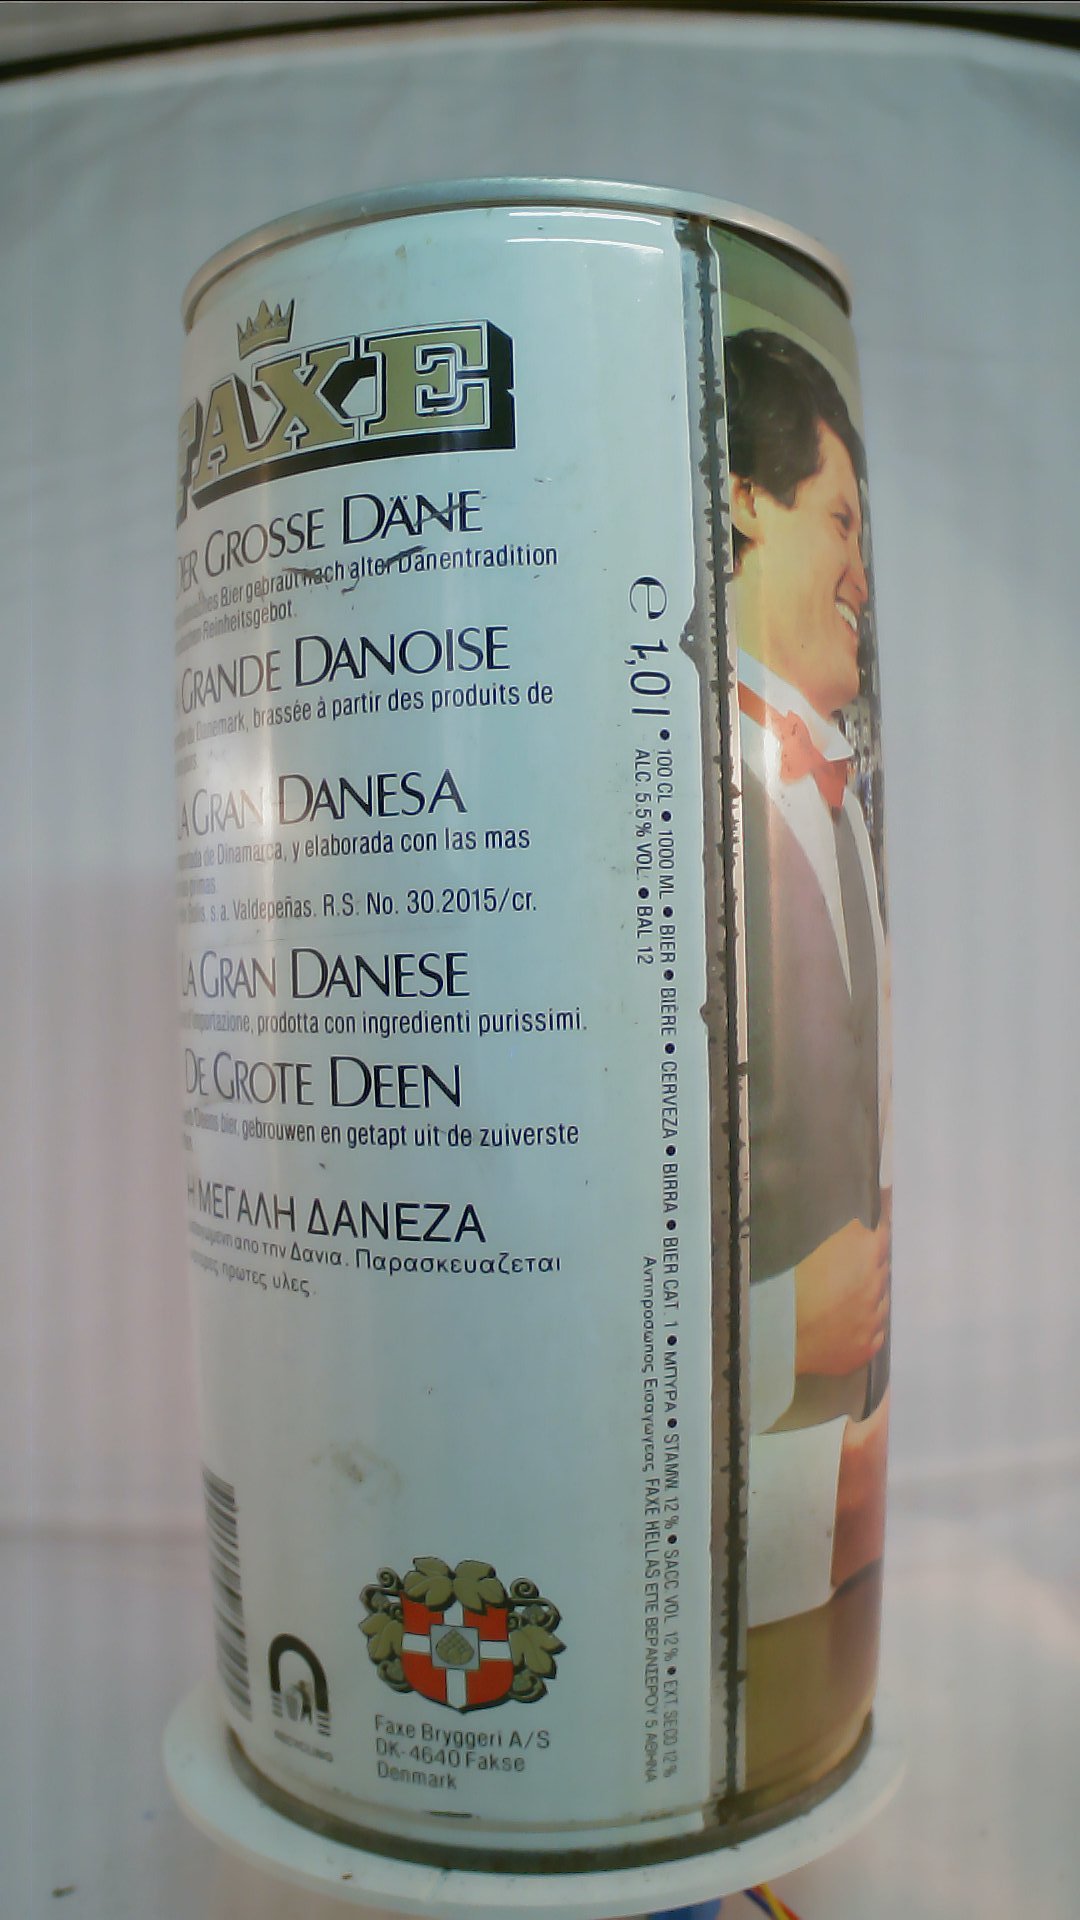 FAXE
DER GROSSE DÄNE
Bier gebraut nach alter Dänentradition
Reinheitsgebot.
GRANDE DANOISE
du Danemark, brassée à partir des produits de
LA GRAN DANESA
de Dinamarca, y elaborada con las mas
primas
s.a. Valdepeñas. R.S. No. 30.2015/cr.
LA GRAN DANESE
d'importazione, prodotta con ingredienti purissimi.
DE GROTE DEEN
Deens bier, gebrouwen en getapt uit de zuiverste
Η ΜΕΓΑΛΗ ΔΑΝΕΖΑ
απο την Δανια. Παρασκευαζεται
πρωτες υλες.
RECYCLING
Faxe Bryggeri A/S
DK-4640 Fakse
Denmark
e 1,0 l • 100 CL • 1000 ML • BIER • BIÈRE • CERVEZA • BIRRA • BIER CAT. 1 • ΜΠΥΡΑ • STAMW. 12 % • SACC. VOL. 12 % • EXT. SECO 12 %
ALC. 5.5 % VOL. • BAL 12
Αντιπροσωπος Εισαγωγεας FAXE HELLAS ΕΠΕ ΒΕΡΑΝΖΕΡΟΥ 5 ΑΘΗΝΑ